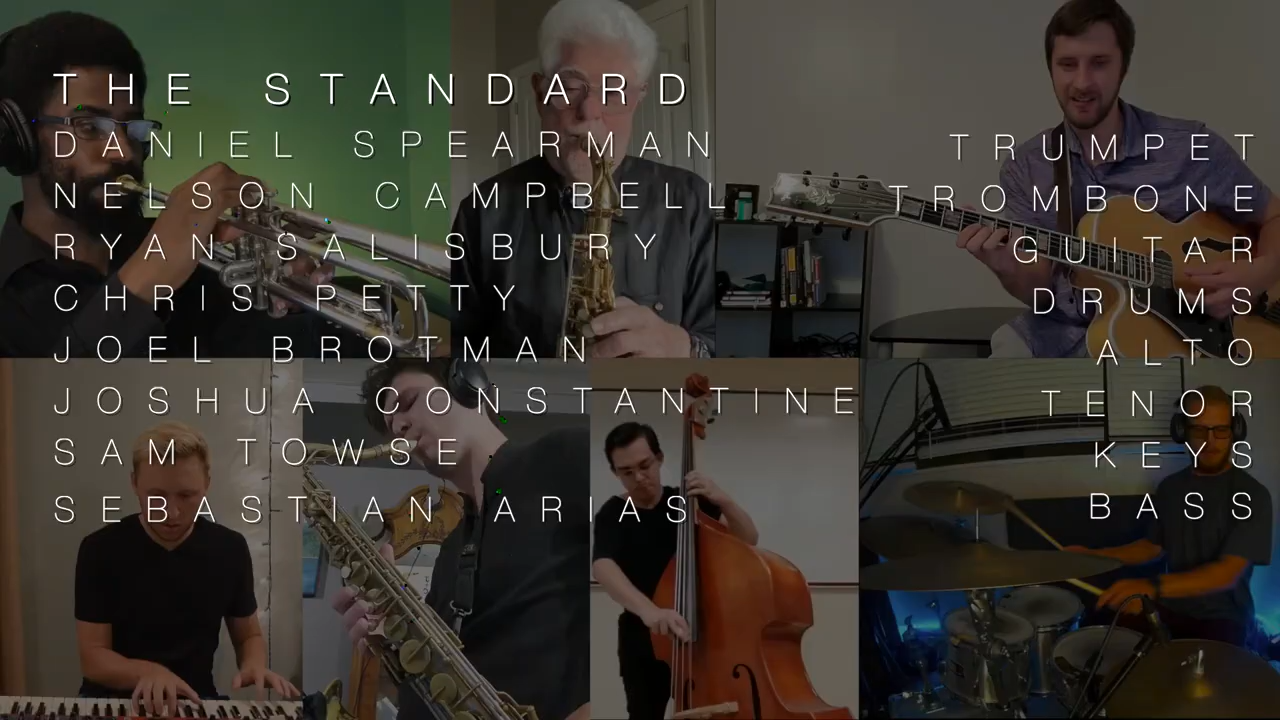 THE STANDARD
DANIEL SPEARMAN TRUMPET
NELSON CAMPBELL TROMBONE
RYAN SALISBURY GUITAR
CHRIS PETTY DRUMS
JOEL BROTMAN ALTO
JOSHUA CONSTANTINE TENOR
SAM TOWSE KEYS
SEBASTIAN ARIAS BASS